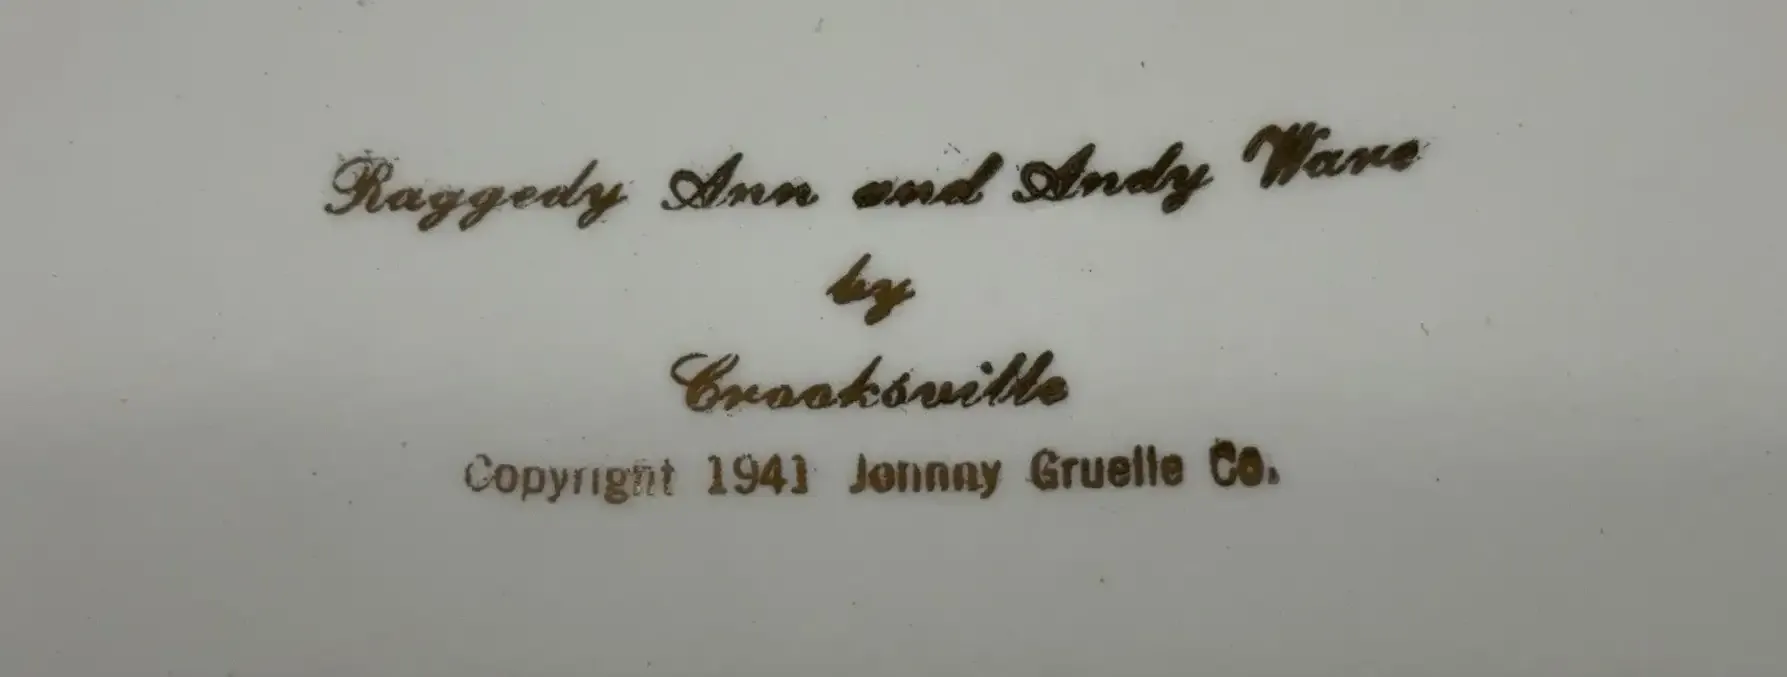 Raggedy Ann and Andy Ware
by
Crooksville
Copyright 1941 Johnny Gruelle Co.